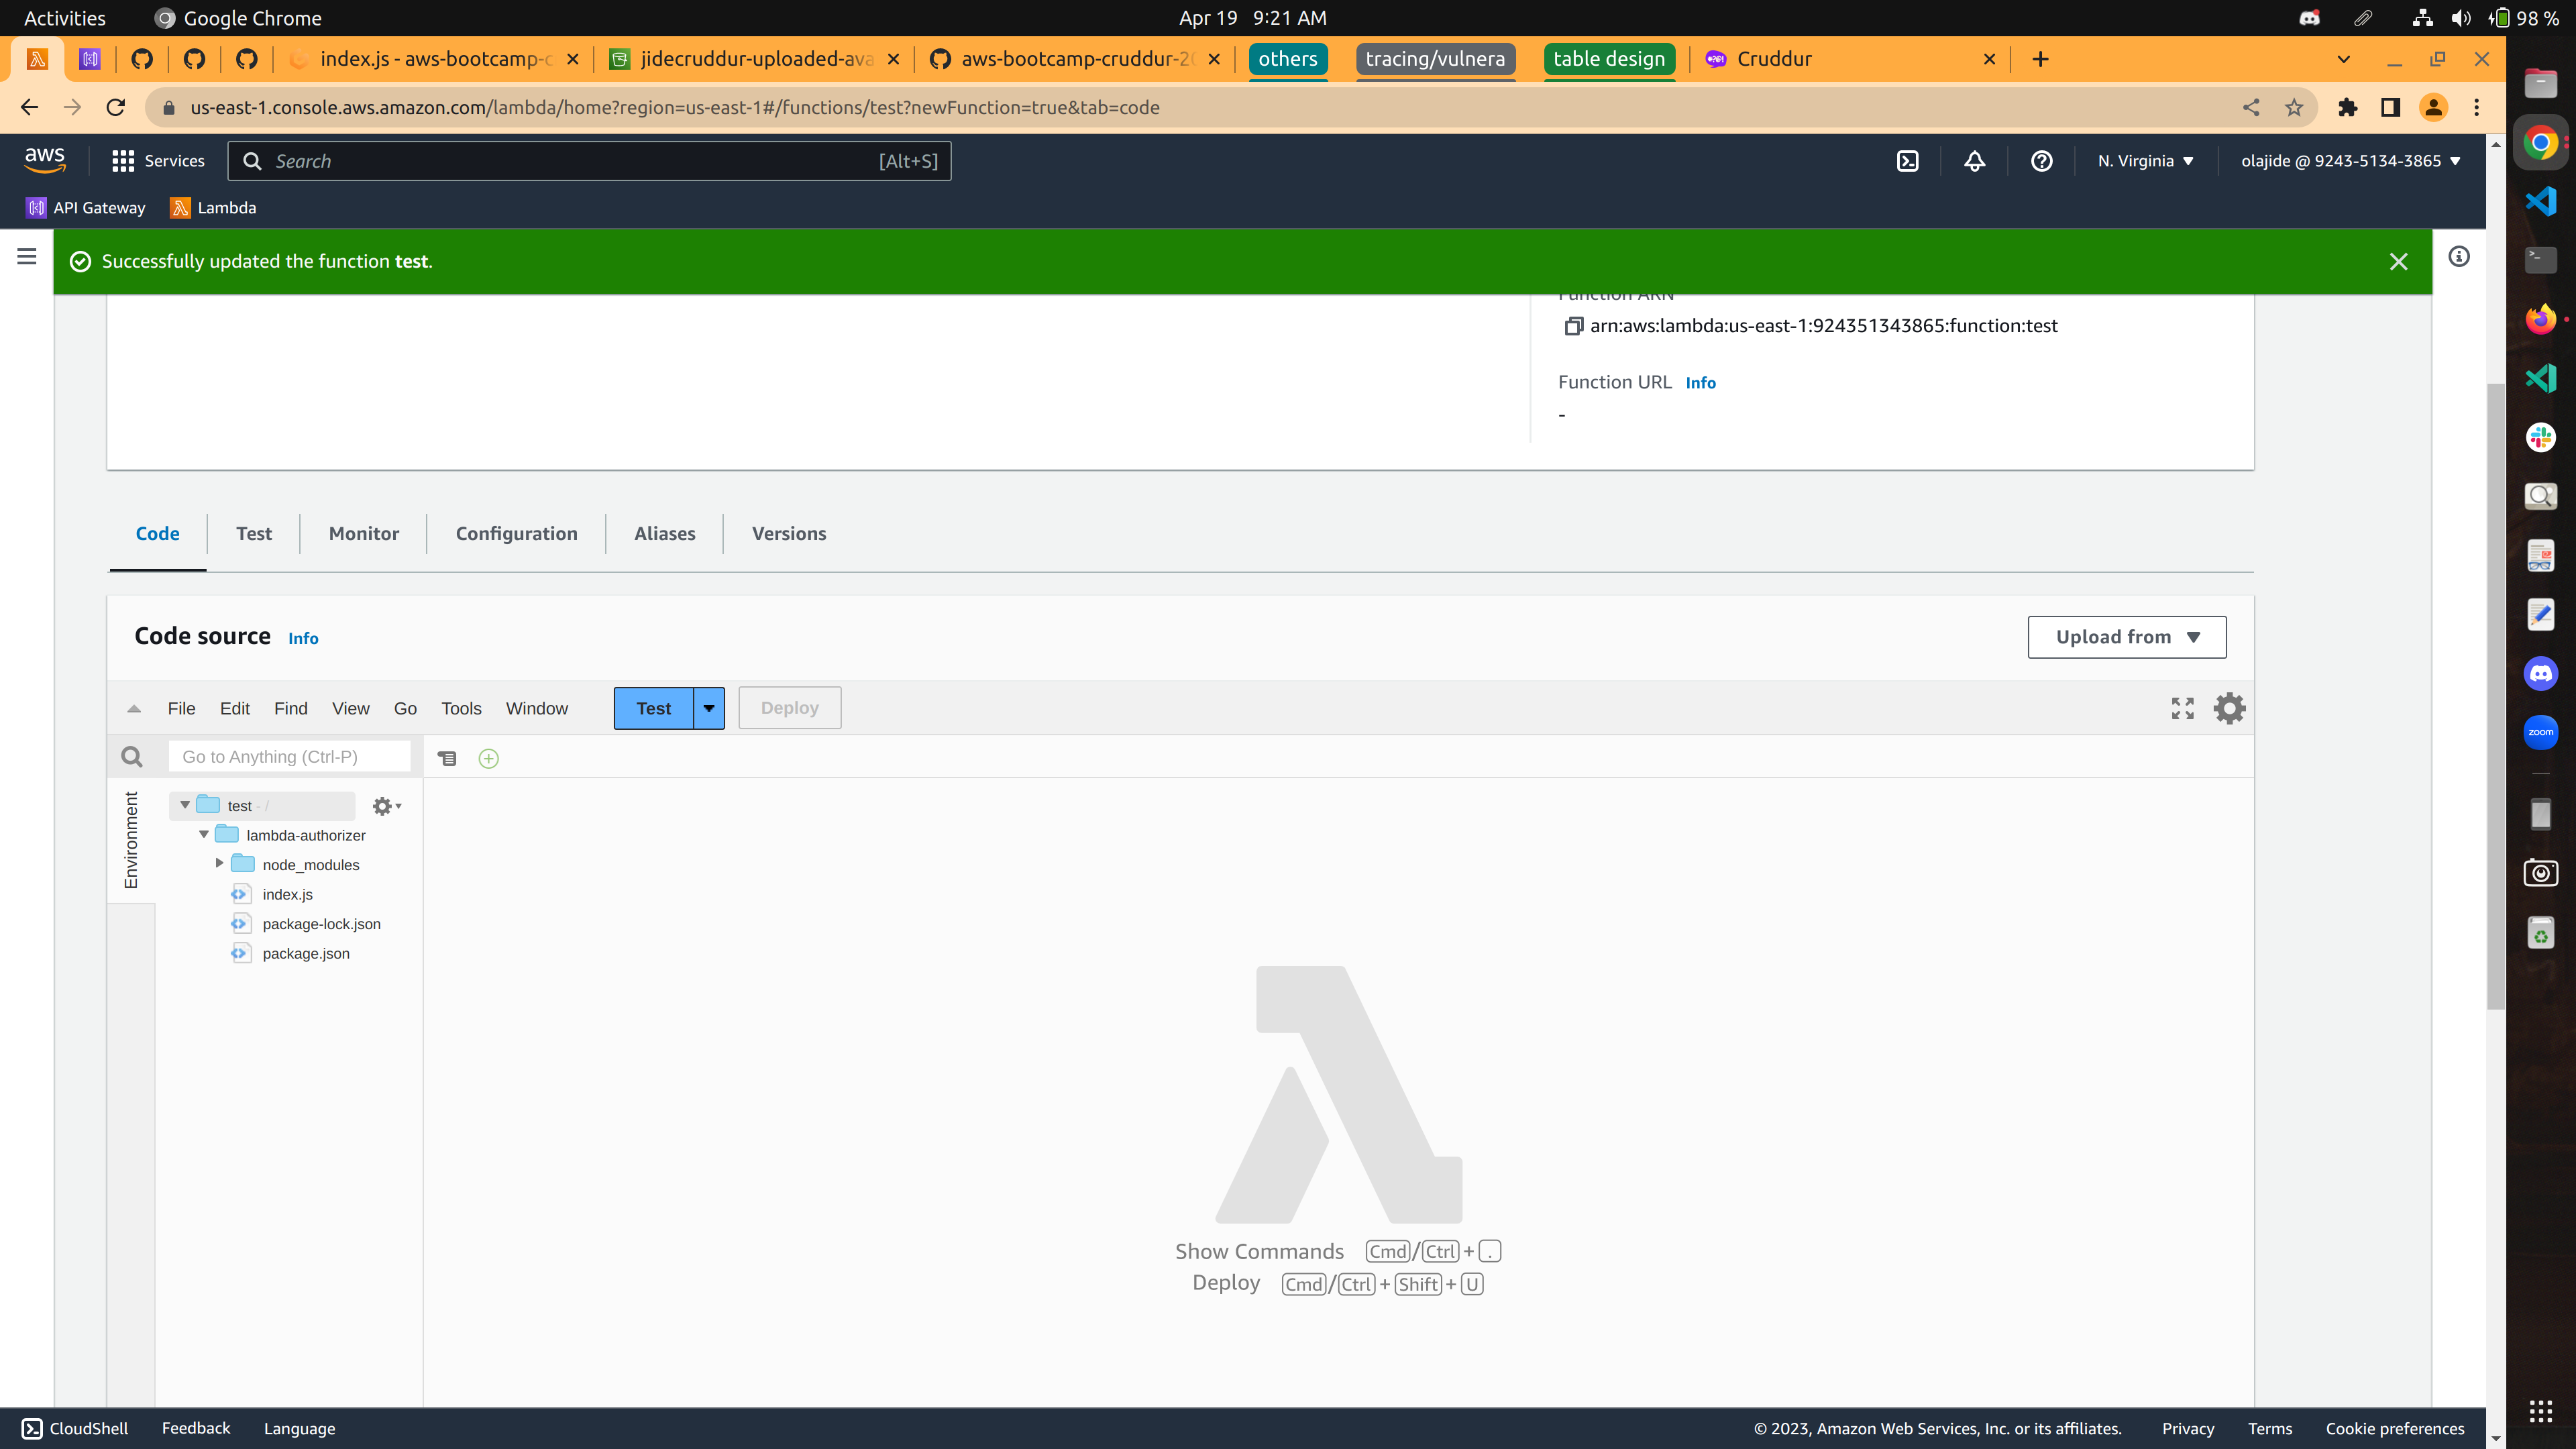 Activities Google Chrome Apr 19 9:21 AM 98 %
index.js - aws-bootcamp-c jidecruddur-uploaded-ava aws-bootcamp-cruddur-20 others tracing/vulnera table design Cruddur
us-east-1.console.aws.amazon.com/lambda/home?region=us-east-1#/functions/test?newFunction=true&tab=code
aws Services Search [Alt+S] N. Virginia olajide @ 9243-5134-3865
API Gateway Lambda
Successfully updated the function test.
Function ARN
arn:aws:lambda:us-east-1:924351343865:function:test
Function URL Info
-
Code Test Monitor Configuration Aliases Versions
Code source Info Upload from
File Edit Find View Go Tools Window Test Deploy
Go to Anything (Ctrl-P)
Environment
test - /
lambda-authorizer
node_modules
index.js
package-lock.json
package.json
Show Commands Cmd/Ctrl+.
Deploy Cmd/Ctrl+Shift+U
zoom
CloudShell Feedback Language © 2023, Amazon Web Services, Inc. or its affiliates. Privacy Terms Cookie preferences